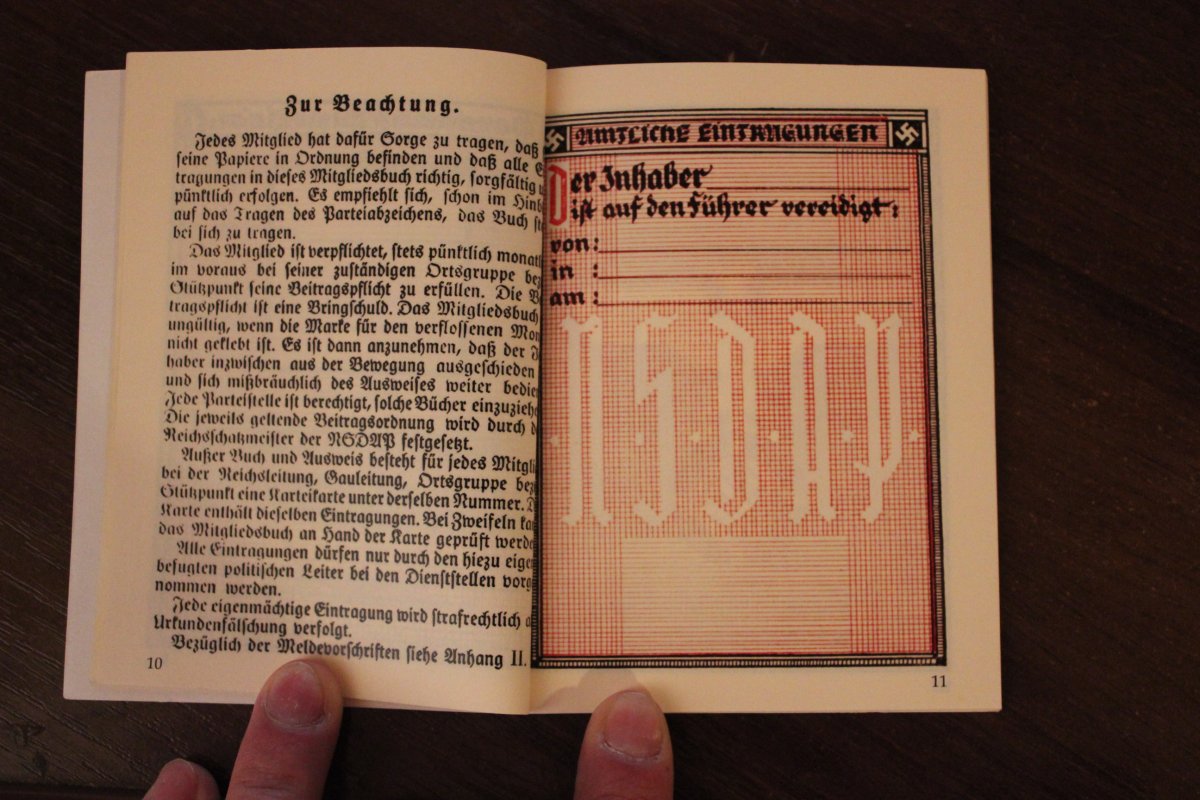 Zur Beachtung.
Jedes Mitglied hat dafür Sorge zu tragen, daß
seine Papiere in Ordnung befinden und daß alle
tragungen in dieses Mitgliedsbuch richtig, sorgfältig
pünktlich erfolgen. Es empfiehlt sich, schon im
auf das Tragen des Parteiabzeichens, das Buch
bei sich zu tragen.
Das Mitglied ist verpflichtet, stets pünktlich
im voraus bei seiner zuständigen Ortsgruppe
Stützpunkt seine Beitragspflicht zu erfüllen. Die
tragspflicht ist eine Bringschuld. Das Mitgliedsbuch
ungültig, wenn die Marke für den verflossenen
nicht geklebt ist. Es ist dann anzunehmen, daß der
haber inzwischen aus der Bewegung ausgeschieden
und sich mißbräuchlich des Ausweises weiter
Jede Parteistelle ist berechtigt, solche Bücher
Die jeweils geltende Beitragsordnung wird durch
Reichsschatzmeister der NSDAP festgesetzt.
Außer Buch und Ausweis besteht für jedes
bei der Reichsleitung, Gauleitung, Ortsgruppe
Stützpunkt eine Karteikarte unter derselben Nummer.
Karte enthält dieselben Eintragungen. Bei Zweifeln
das Mitgliedsbuch an Hand der Karte geprüft
Alle Eintragungen dürfen nur durch den hiezu
befugten politischen Leiter bei den Dienststellen
nommen werden.
Jede eigenmächtige Eintragung wird strafrechtlich
Urkundenfälschung verfolgt.
Bezüglich der Meldevorschriften siehe Anhang II.
10
AMTLICHE EINTRAGUNGEN
Der Inhaber
ist auf den Führer vereidigt:
von:
in :
am :
N·S·D·A·P
11